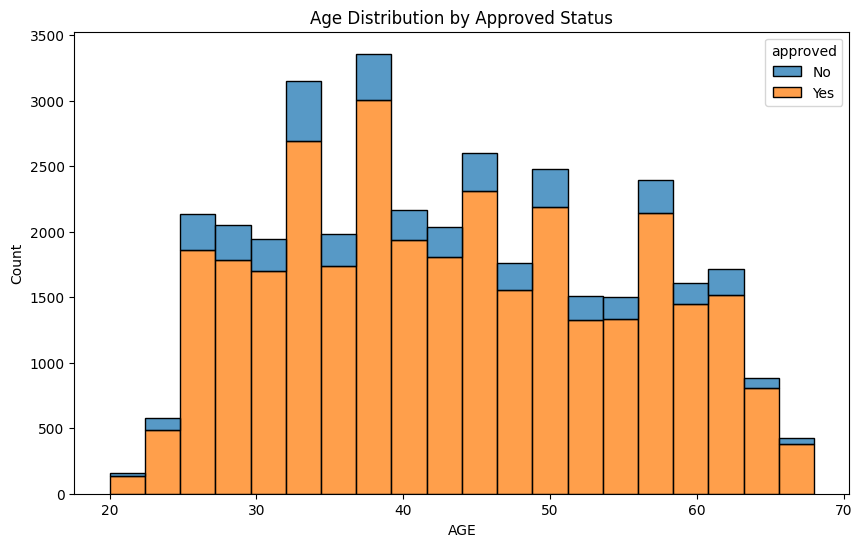 Age Distribution by Approved Status
3500
3000
2500
2000
1500
1000
500
0
Count
20 30 40 50 60 70
AGE
approved
No
Yes